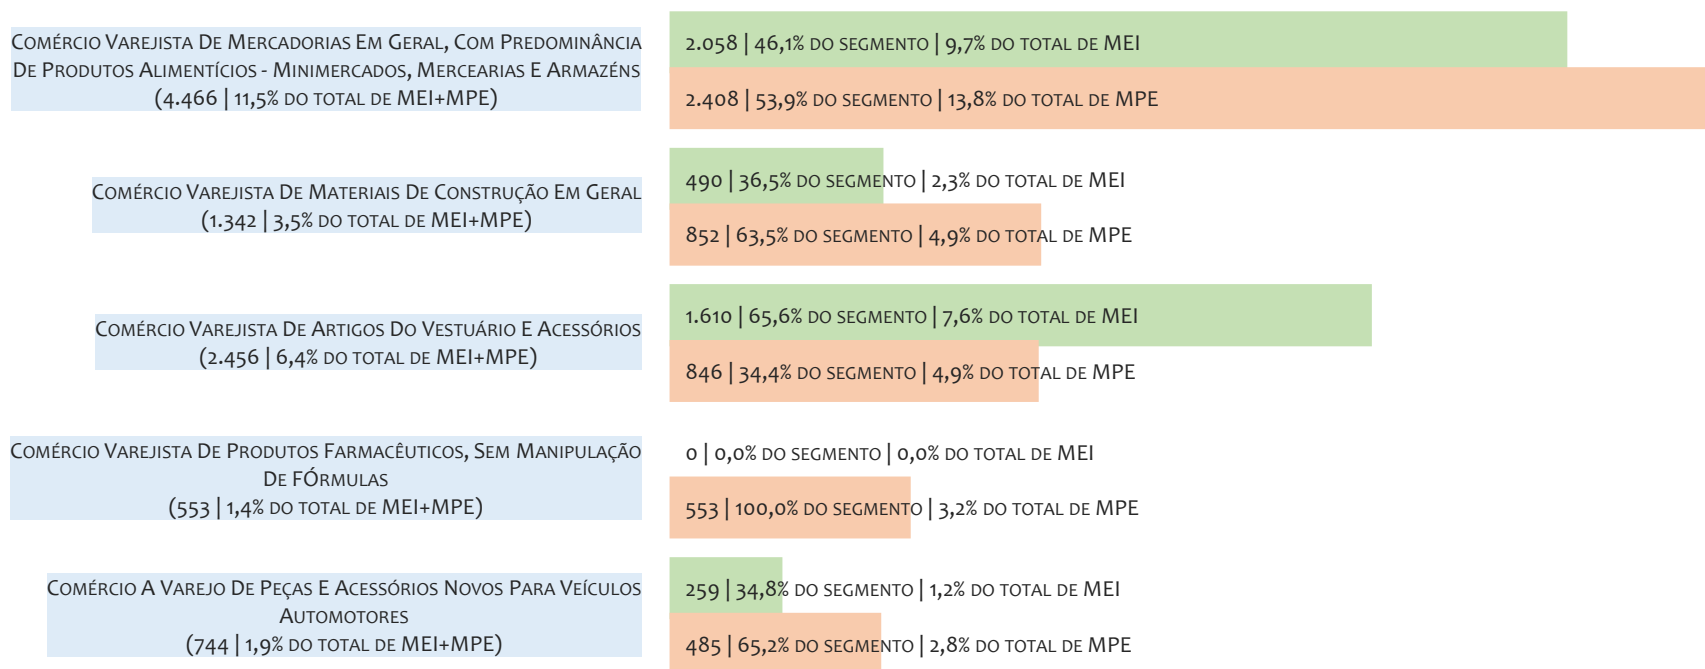 Comércio Varejista De Mercadorias Em Geral, Com Predominância
De Produtos Alimentícios - Minimercados, Mercearias E Armazéns
(4.466 | 11,5% do total de MEI+MPE)
2.058 | 46,1% do segmento | 9,7% do total de MEI
2.408 | 53,9% do segmento | 13,8% do total de MPE
Comércio Varejista De Materiais De Construção Em Geral
(1.342 | 3,5% do total de MEI+MPE)
490 | 36,5% do segmento | 2,3% do total de MEI
852 | 63,5% do segmento | 4,9% do total de MPE
Comércio Varejista De Artigos Do Vestuário E Acessórios
(2.456 | 6,4% do total de MEI+MPE)
1.610 | 65,6% do segmento | 7,6% do total de MEI
846 | 34,4% do segmento | 4,9% do total de MPE
Comércio Varejista De Produtos Farmacêuticos, Sem Manipulação
De FÓrmulas
(553 | 1,4% do total de MEI+MPE)
0 | 0,0% do segmento | 0,0% do total de MEI
553 | 100,0% do segmento | 3,2% do total de MPE
Comércio A Varejo De Peças E Acessórios Novos Para Veículos
Automotores
(744 | 1,9% do total de MEI+MPE)
259 | 34,8% do segmento | 1,2% do total de MEI
485 | 65,2% do segmento | 2,8% do total de MPE